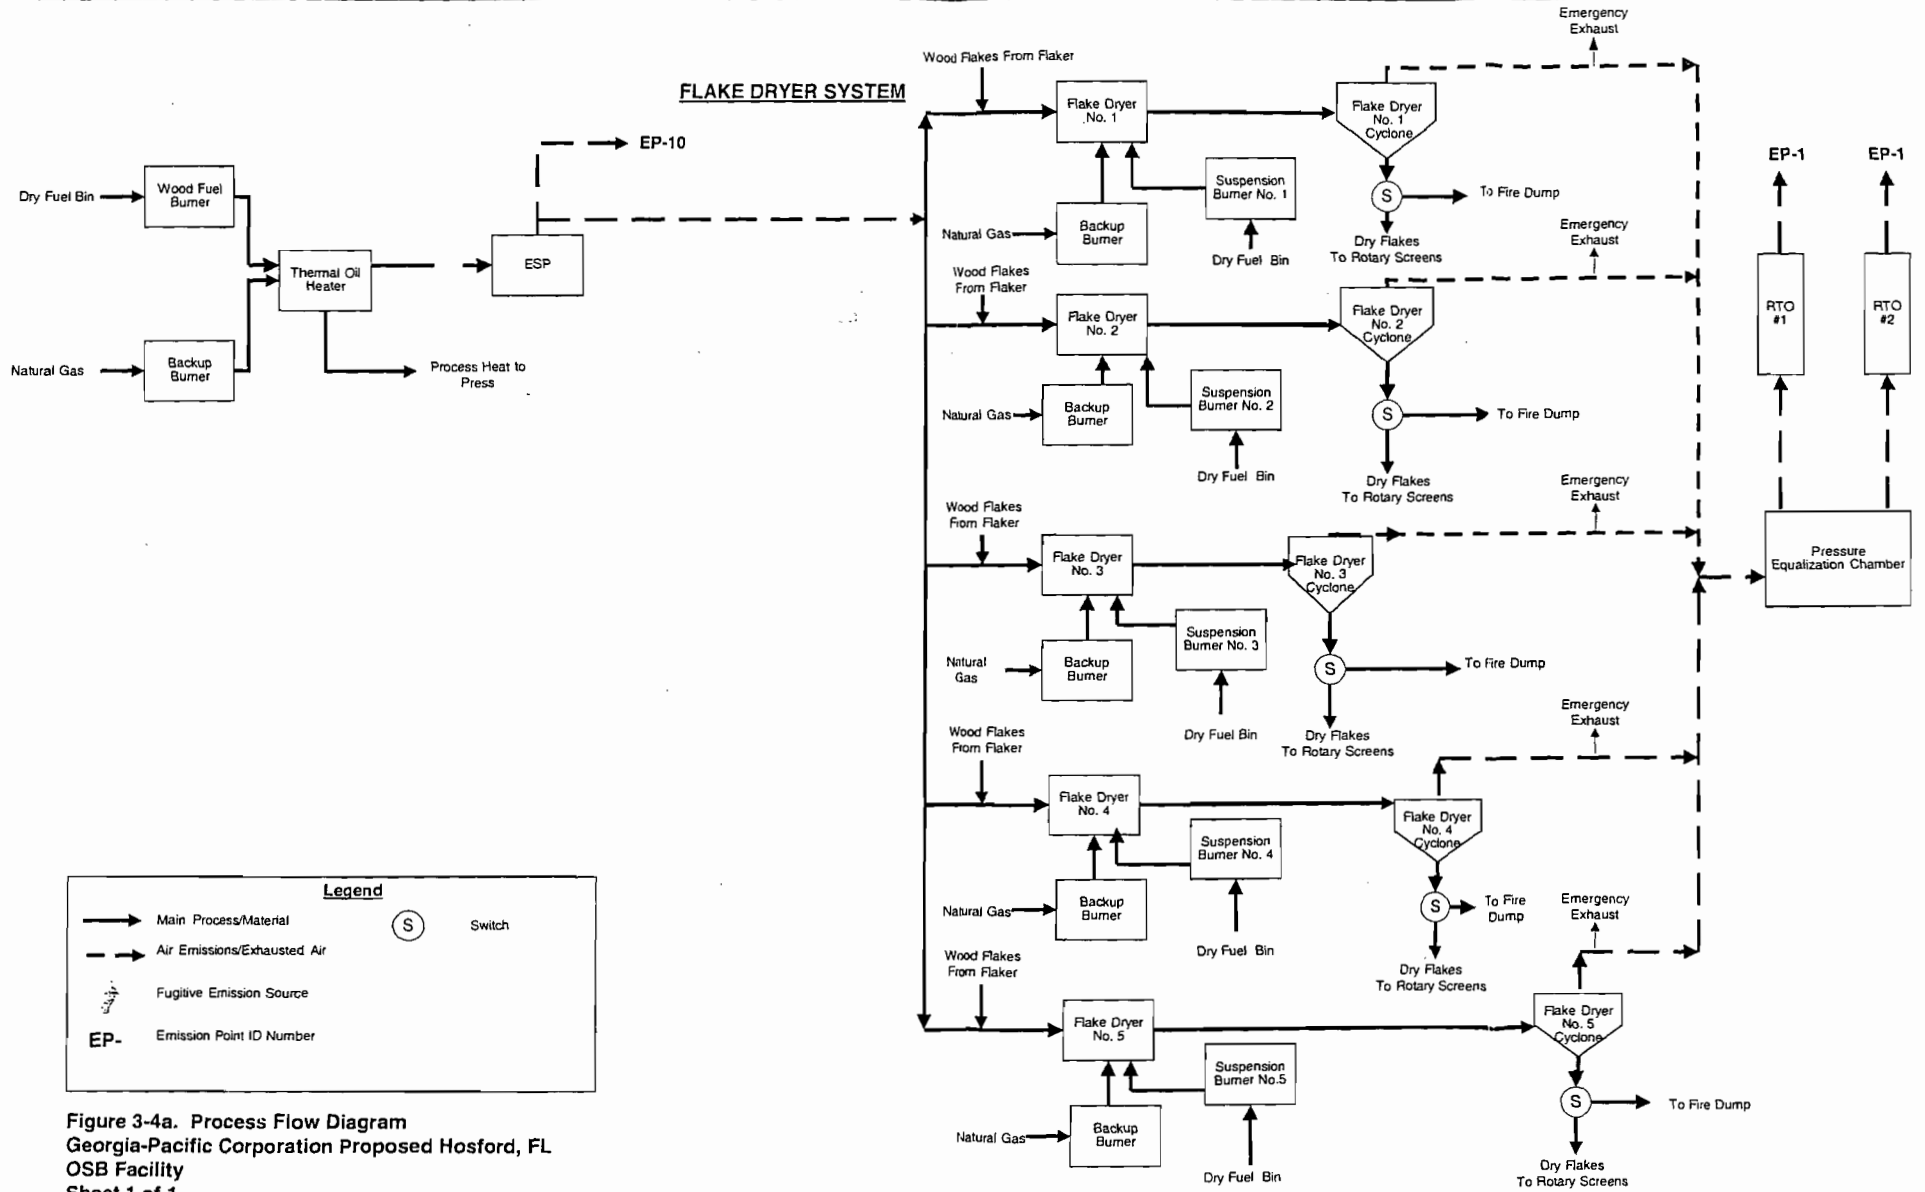 FLAKE DRYER SYSTEM
Dry Fuel Bin
Wood Fuel
Burner
Natural Gas
Backup
Burner
Thermal Oil
Heater
Process Heat to
Press
ESP
EP-10
Wood Flakes From Flaker
Flake Dryer
No. 1
Suspension
Burner No. 1
Dry Fuel Bin
Natural Gas
Backup
Burner
Flake Dryer
No. 1
Cyclone
Emergency
Exhaust
S
To Fire Dump
Dry Flakes
To Rotary Screens
Wood Flakes
From Flaker
Flake Dryer
No. 2
Suspension
Burner No. 2
Dry Fuel Bin
Natural Gas
Backup
Burner
Flake Dryer
No. 2
Cyclone
Emergency
Exhaust
S
To Fire Dump
Dry Flakes
To Rotary Screens
Wood Flakes
From Flaker
Flake Dryer
No. 3
Suspension
Burner No. 3
Dry Fuel Bin
Natural
Gas
Backup
Burner
Flake Dryer
No. 3
Cyclone
Emergency
Exhaust
S
To Fire Dump
Dry Flakes
To Rotary Screens
Wood Flakes
From Flaker
Flake Dryer
No. 4
Suspension
Burner No. 4
Dry Fuel Bin
Natural Gas
Backup
Burner
Flake Dryer
No. 4
Cyclone
Emergency
Exhaust
S
To Fire
Dump
Dry Flakes
To Rotary Screens
Wood Flakes
From Flaker
Flake Dryer
No. 5
Suspension
Burner No.5
Dry Fuel Bin
Natural Gas
Backup
Burner
Flake Dryer
No. 5
Cyclone
Emergency
Exhaust
S
To Fire Dump
Dry Flakes
To Rotary Screens
EP-1
EP-1
RTO
#1
RTO
#2
Pressure
Equalization Chamber
Legend
Main Process/Material
S
Switch
Air Emissions/Exhausted Air
Fugitive Emission Source
EP-
Emission Point ID Number
Figure 3-4a. Process Flow Diagram
Georgia-Pacific Corporation Proposed Hosford, FL
OSB Facility
Sheet 1 of 1